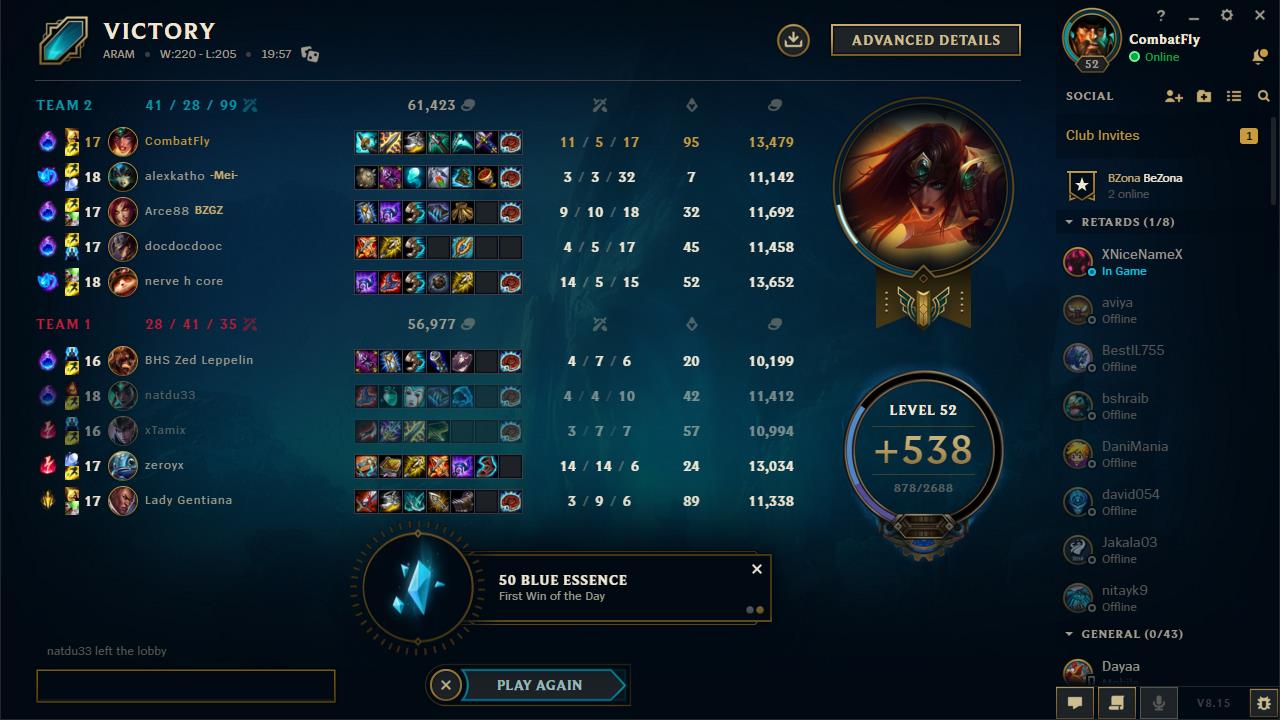 VICTORY
ARAM • W:220 - L:205 • 19:57
ADVANCED DETAILS
TEAM 2 41 / 28 / 99 61,423
17 CombatFly 11 / 5 / 17 95 13,479
18 alexkatho -Mei- 3 / 3 / 32 7 11,142
17 Arce88 BZGZ 9 / 10 / 18 32 11,692
17 docdocdooc 4 / 5 / 17 45 11,458
18 nerve h core 14 / 5 / 15 52 13,652
TEAM 1 28 / 41 / 35 56,977
16 BHS Zed Leppelin 4 / 7 / 6 20 10,199
18 natdu33 4 / 4 / 10 42 11,412
16 xTamix 3 / 7 / 7 57 10,994
17 zeroyx 14 / 14 / 6 24 13,034
17 Lady Gentiana 3 / 9 / 6 89 11,338
LEVEL 52
+538
878/2688
50 BLUE ESSENCE
First Win of the Day
natdu33 left the lobby
PLAY AGAIN
?
CombatFly
52
Online
SOCIAL
Club Invites 1
BZona BeZona
2 online
RETARDS (1/8)
XNiceNameX
In Game
aviya
Offline
BestIL755
Offline
bshraib
Offline
DaniMania
Offline
david054
Offline
Jakala03
Offline
nitayk9
Offline
GENERAL (0/43)
Dayaa
Mobile
V8.15